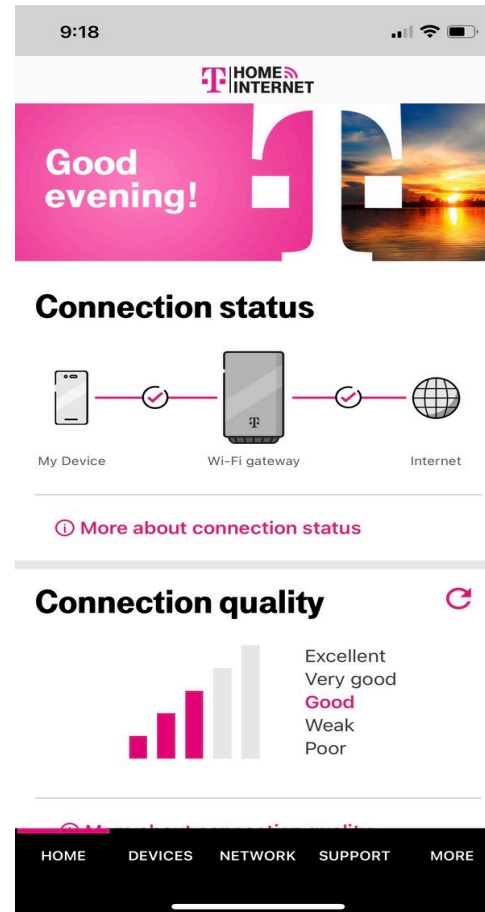 9:18
T HOME
INTERNET
Good
evening!
Connection status
T
My Device
Wi-Fi gateway
Internet
More about connection status
Connection quality
Excellent
Very good
Good
Weak
Poor
HOME DEVICES NETWORK SUPPORT MORE